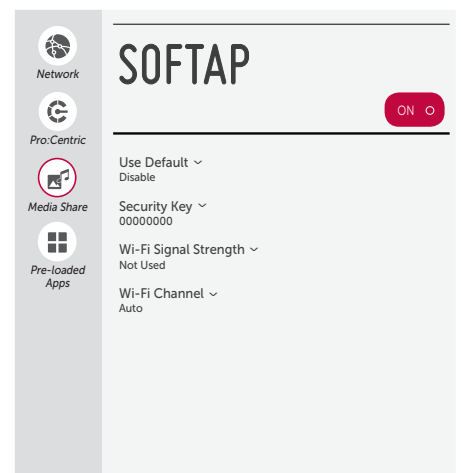 Network
Pro:Centric
Media Share
Pre-loaded
Apps
SOFTAP
ON
Use Default
Disable
Security Key
00000000
Wi-Fi Signal Strength
Not Used
Wi-Fi Channel
Auto